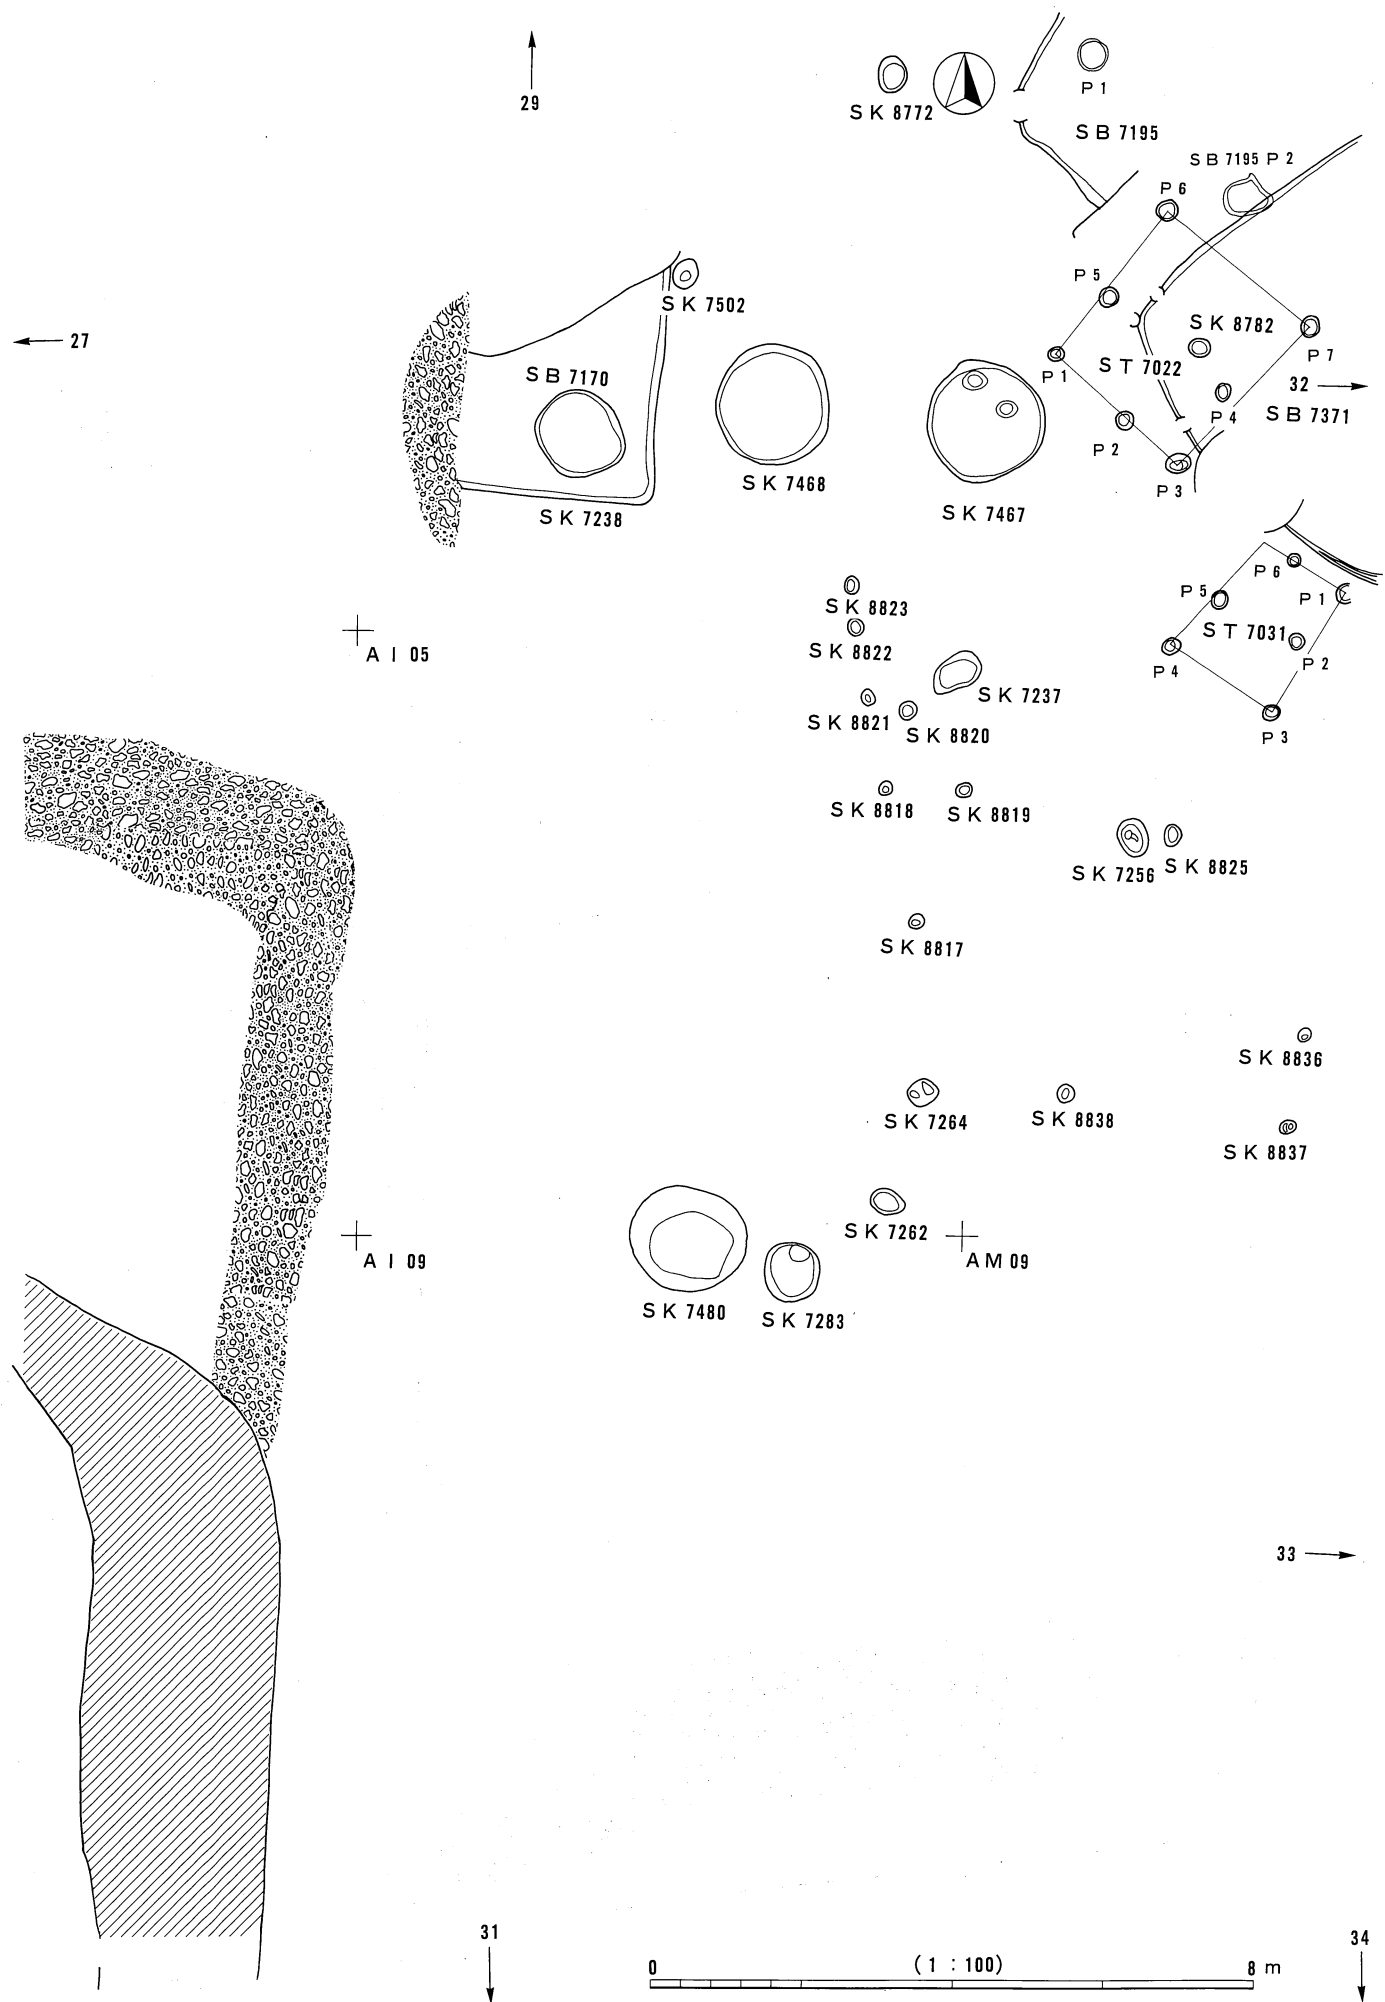 29
SK 8772
P 1
SB 7195
SB 7195 P 2
P 6
SK 7502
P 5
27
SK 8782
P 7
P 1
ST 7022
SB 7170
32
P 4
SB 7371
P 2
SK 7468
P 3
SK 7238
SK 7467
P 6
P 5
P 1
SK 8823
ST 7031
A I 05
SK 8822
P 2
P 4
SK 7237
SK 8821
SK 8820
P 3
SK 8818
SK 8819
SK 7256
SK 8825
SK 8817
SK 8836
SK 7264
SK 8838
SK 8837
SK 7262
A I 09
AM 09
SK 7480
SK 7283
33
31
34
0
(1 : 100)
8 m